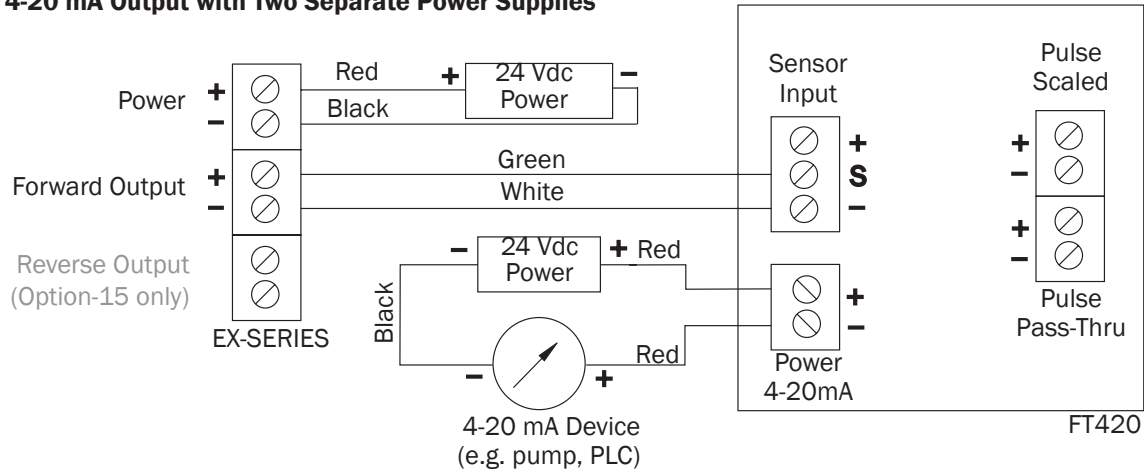 4-20 mA Output with Two Separate Power Supplies
Power
+
−
Red
Black
+
24 Vdc
Power
−
Forward Output
+
−
Green
White
Reverse Output
(Option-15 only)
EX-SERIES
−
24 Vdc
Power
+ Red
Black
−
+
Red
4-20 mA Device
(e.g. pump, PLC)
Sensor
Input
+
S
−
+
−
Power
4-20mA
Pulse
Scaled
+
−
+
−
Pulse
Pass-Thru
FT420